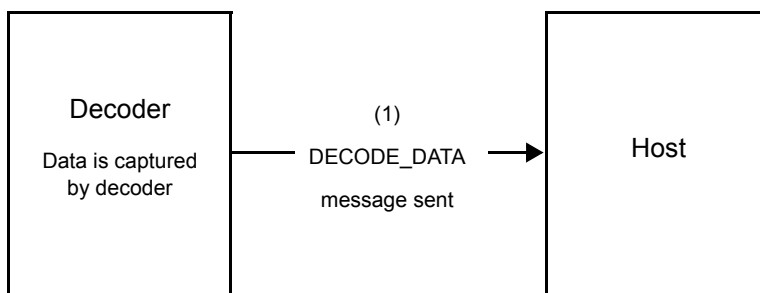 Decoder
Data is captured
by decoder
(1)
DECODE_DATA
message sent
Host